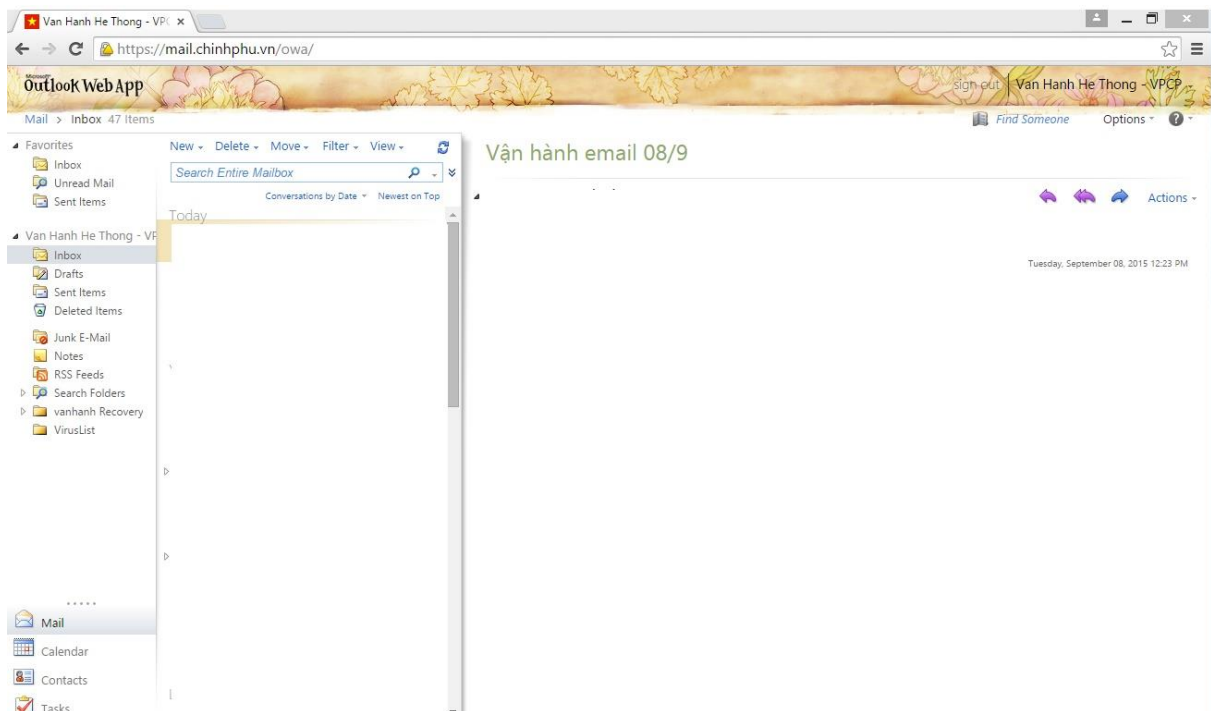 Van Hanh He Thong - VPC
https://mail.chinhphu.vn/owa/
Microsoft
Outlook Web App
sign out
Van Hanh He Thong - VPCP
Mail > Inbox 47 Items
Find Someone
Options
Favorites
Inbox
Unread Mail
Sent Items
Van Hanh He Thong - VP
Inbox
Drafts
Sent Items
Deleted Items
Junk E-Mail
Notes
RSS Feeds
Search Folders
vanhanh Recovery
VirusList
Mail
Calendar
Contacts
Tasks
New Delete Move Filter View
Search Entire Mailbox
Conversations by Date Newest on Top
Today
Vận hành email 08/9
Actions
Tuesday, September 08, 2015 12:23 PM